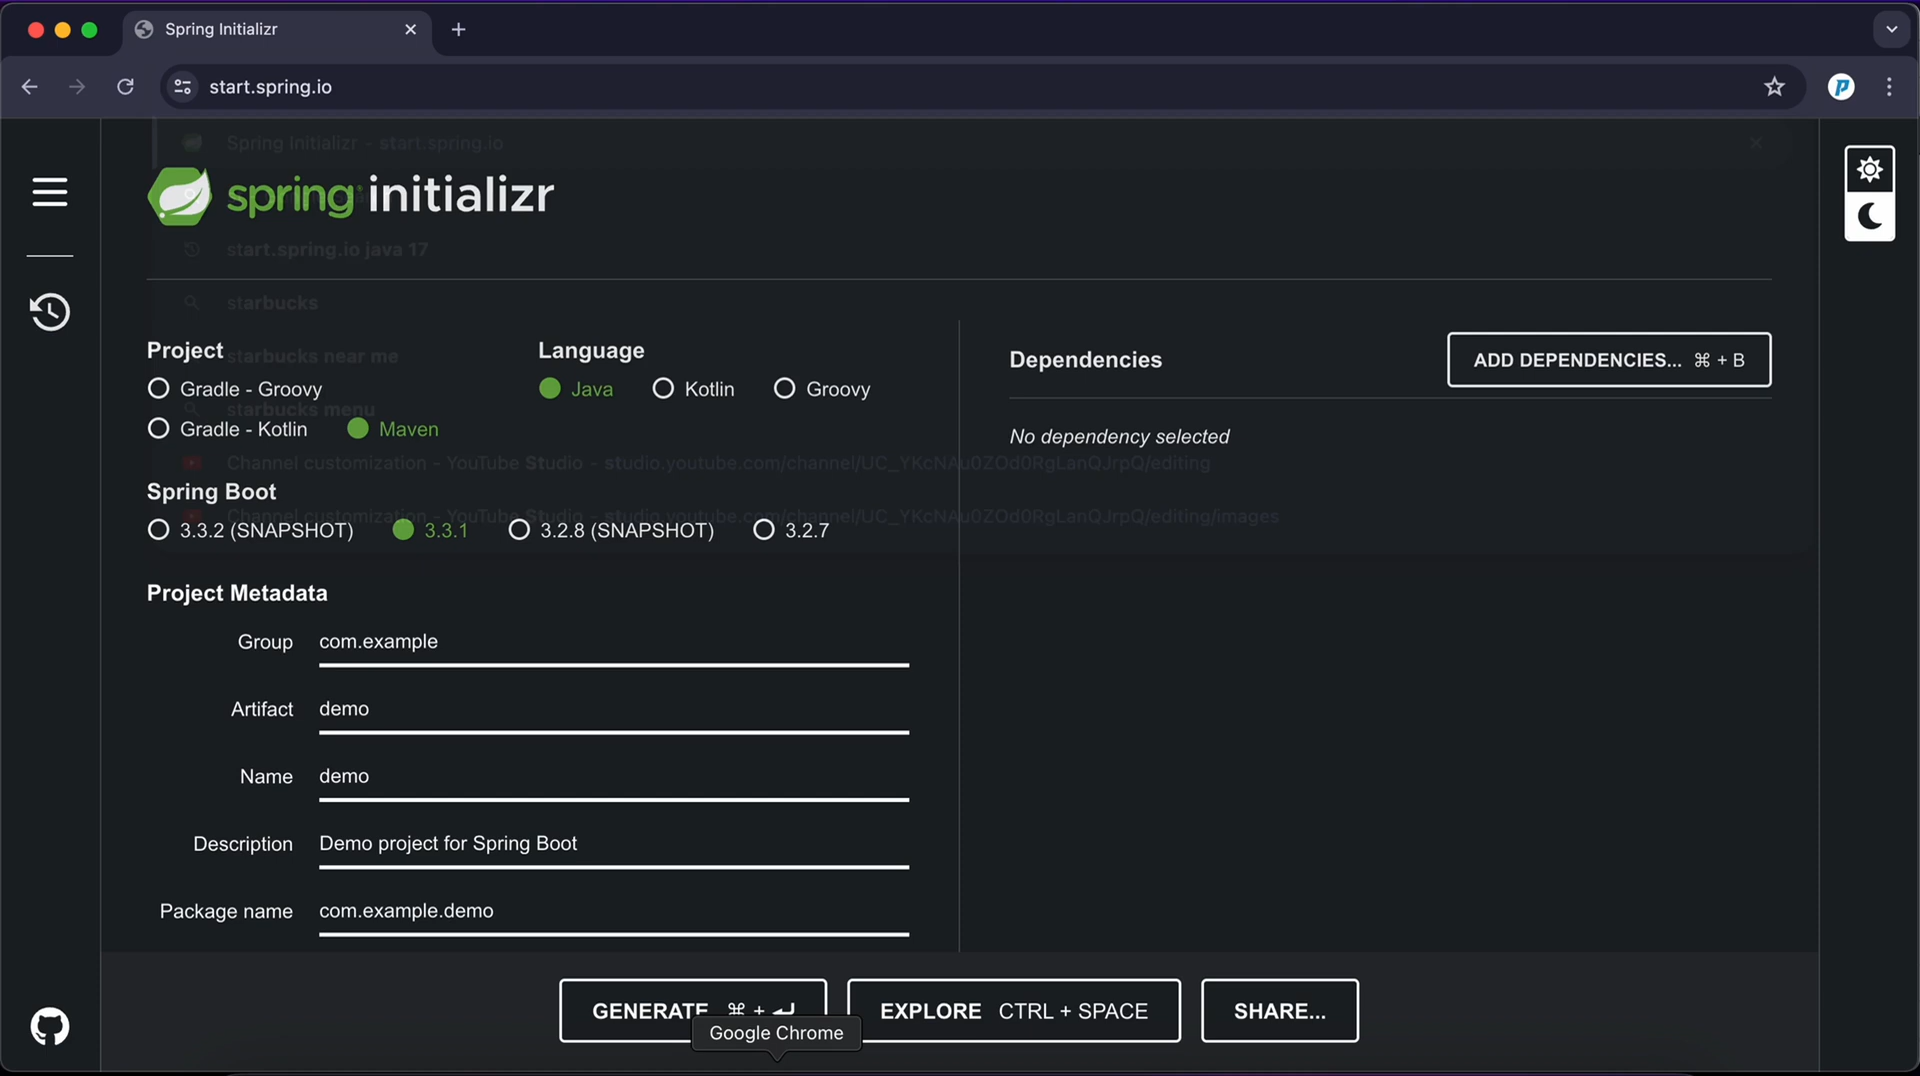 Spring Initializr
start.spring.io
Spring Initializr - start.spring.io
spring initializr
start.spring.io java 17
starbucks
Project
Language
Dependencies
ADD DEPENDENCIES... ⌘ + B
starbucks near me
Gradle - Groovy
Java
Kotlin
Groovy
starbucks menu
Gradle - Kotlin
Maven
No dependency selected
Channel customization - YouTube Studio - studio.youtube.com/channel/UC_YKcNAu0ZOd0RgLanQJrpQ/editing
Spring Boot
Channel customization - YouTube Studio - studio.youtube.com/channel/UC_YKcNAu0ZOd0RgLanQJrpQ/editing/images
3.3.2 (SNAPSHOT)
3.3.1
3.2.8 (SNAPSHOT)
3.2.7
Project Metadata
Group com.example
Artifact demo
Name demo
Description Demo project for Spring Boot
Package name com.example.demo
GENERATE ⌘ + ↵
EXPLORE CTRL + SPACE
SHARE...
Google Chrome